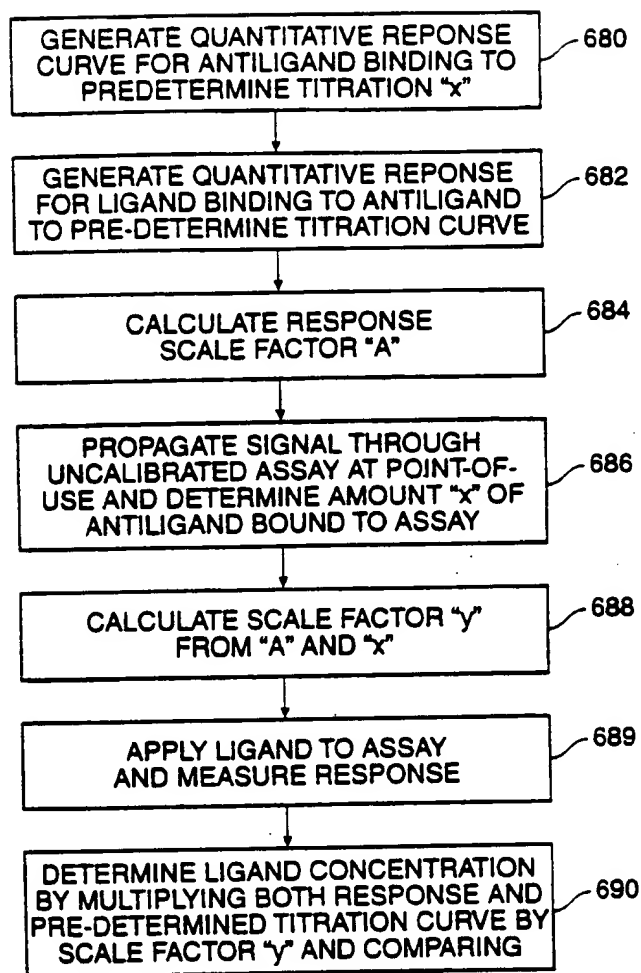 GENERATE QUANTITATIVE REPONSE
CURVE FOR ANTILIGAND BINDING TO
PREDETERMINE TITRATION "x"
680
GENERATE QUANTITATIVE REPONSE
FOR LIGAND BINDING TO ANTILIGAND
TO PRE-DETERMINE TITRATION CURVE
682
CALCULATE RESPONSE
SCALE FACTOR "A"
684
PROPAGATE SIGNAL THROUGH
UNCALIBRATED ASSAY AT POINT-OF-
USE AND DETERMINE AMOUNT "x" OF
ANTILIGAND BOUND TO ASSAY
686
CALCULATE SCALE FACTOR "y"
FROM "A" AND "x"
688
APPLY LIGAND TO ASSAY
AND MEASURE RESPONSE
689
DETERMINE LIGAND CONCENTRATION
BY MULTIPLYING BOTH RESPONSE AND
PRE-DETERMINED TITRATION CURVE BY
SCALE FACTOR "y" AND COMPARING
690